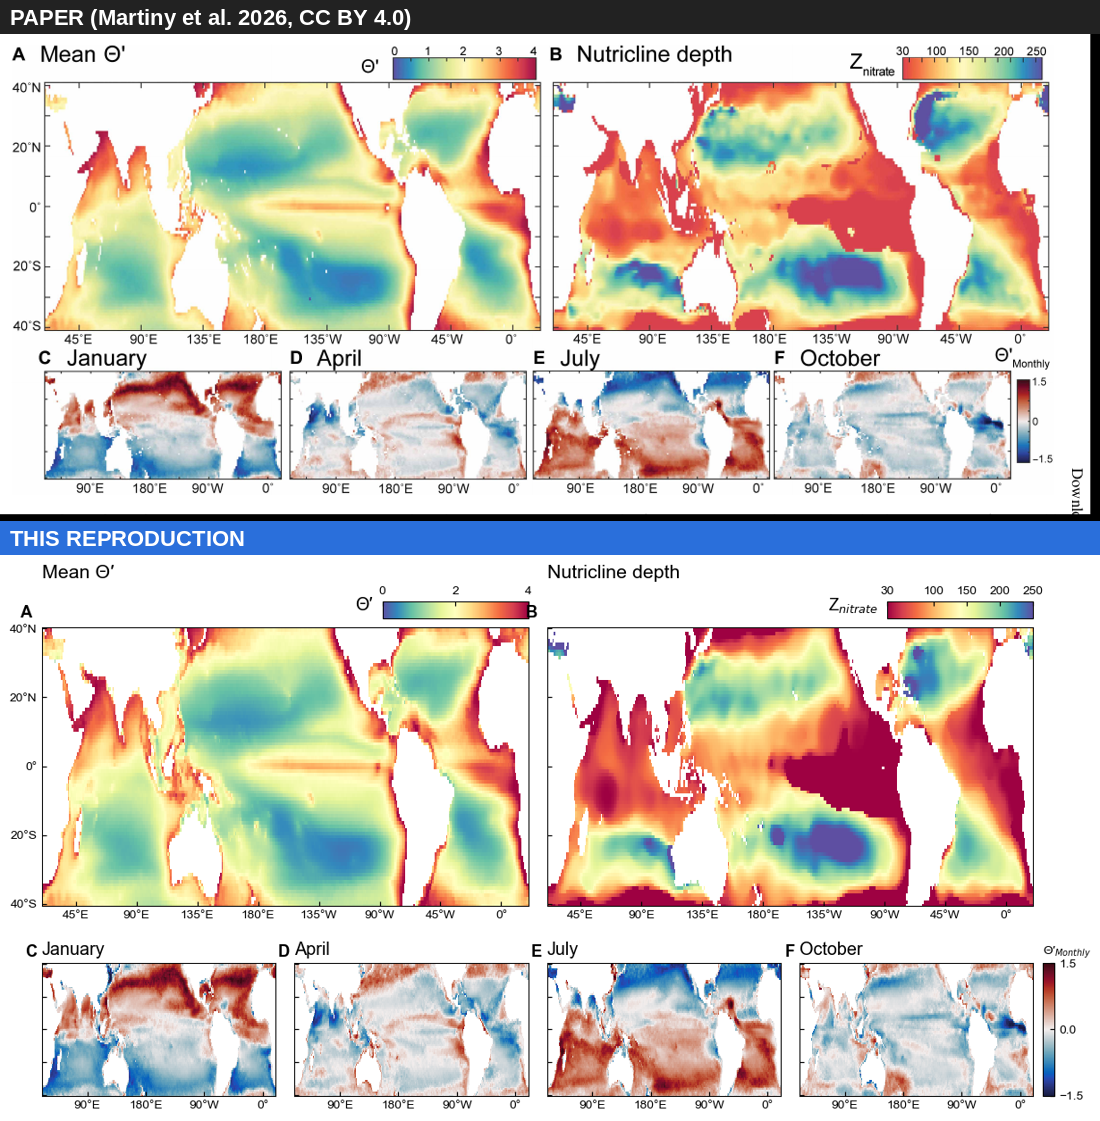 PAPER (Martiny et al. 2026, CC BY 4.0)
A Mean Θ' Θ' 0 1 2 3 4
B Nutricline depth Znitrate 30 100 150 200 250
40°N
20°N
0°
20°S
40°S
45°E 90°E 135°E 180°E 135°W 90°W 45°W 0°
45°E 90°E 135°E 180°E 135°W 90°W 45°W 0°
C January D April E July F October Θ'Monthly
1.5
0
−1.5
90°E 180°E 90°W 0° 90°E 180°E 90°W 0° 90°E 180°E 90°W 0° 90°E 180°E 90°W 0°
Downlo
THIS REPRODUCTION
Mean Θ′ Nutricline depth
Θ′ 0 2 4 Znitrate 30 100 150 200 250
A B
40°N
20°N
0°
20°S
40°S
45°E 90°E 135°E 180°E 135°W 90°W 45°W 0°
45°E 90°E 135°E 180°E 135°W 90°W 45°W 0°
C January D April E July F October Θ′Monthly
1.5
0.0
−1.5
90°E 180°E 90°W 0° 90°E 180°E 90°W 0° 90°E 180°E 90°W 0° 90°E 180°E 90°W 0°